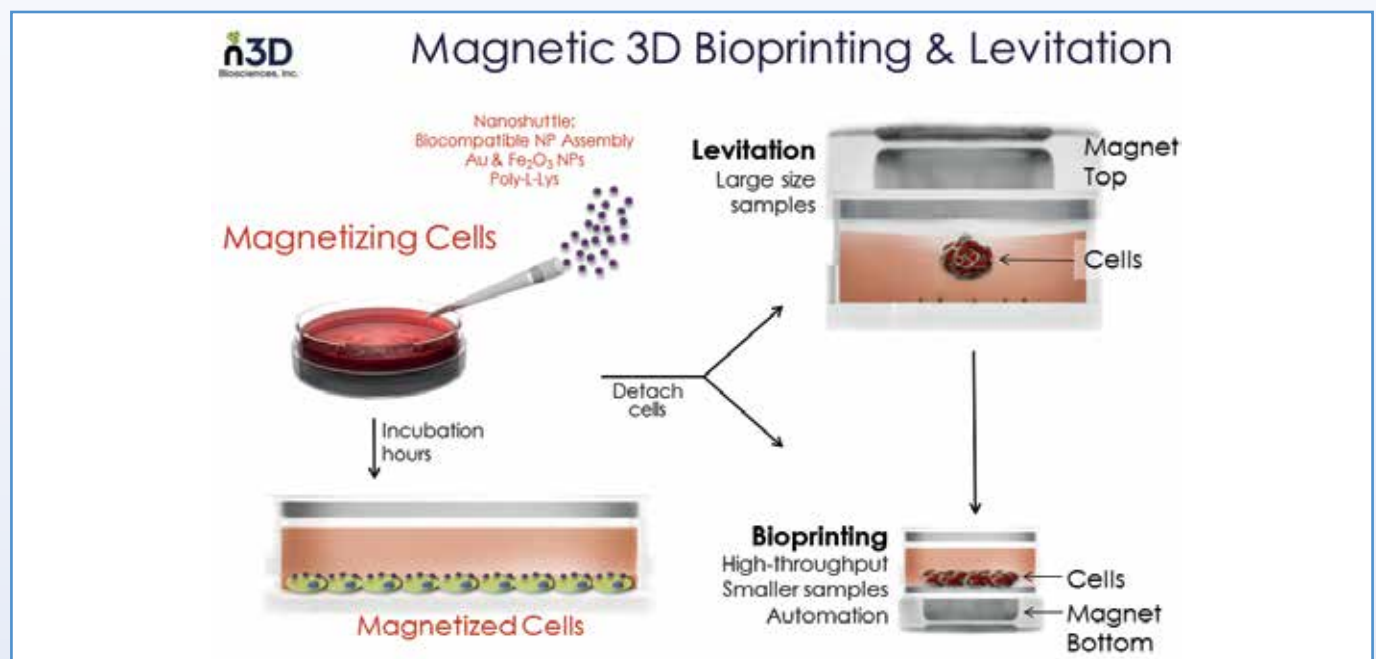 n3D
Biosciences, Inc.
Magnetic 3D Bioprinting & Levitation
Nanoshuttle:
Biocompatible NP Assembly
Au & Fe₂O₃ NPs
Poly-L-Lys
Magnetizing Cells
Incubation
hours
Magnetized Cells
Detach
cells
Levitation
Large size
samples
Magnet
Top
Cells
Bioprinting
High-throughput
Smaller samples
Automation
Cells
Magnet
Bottom